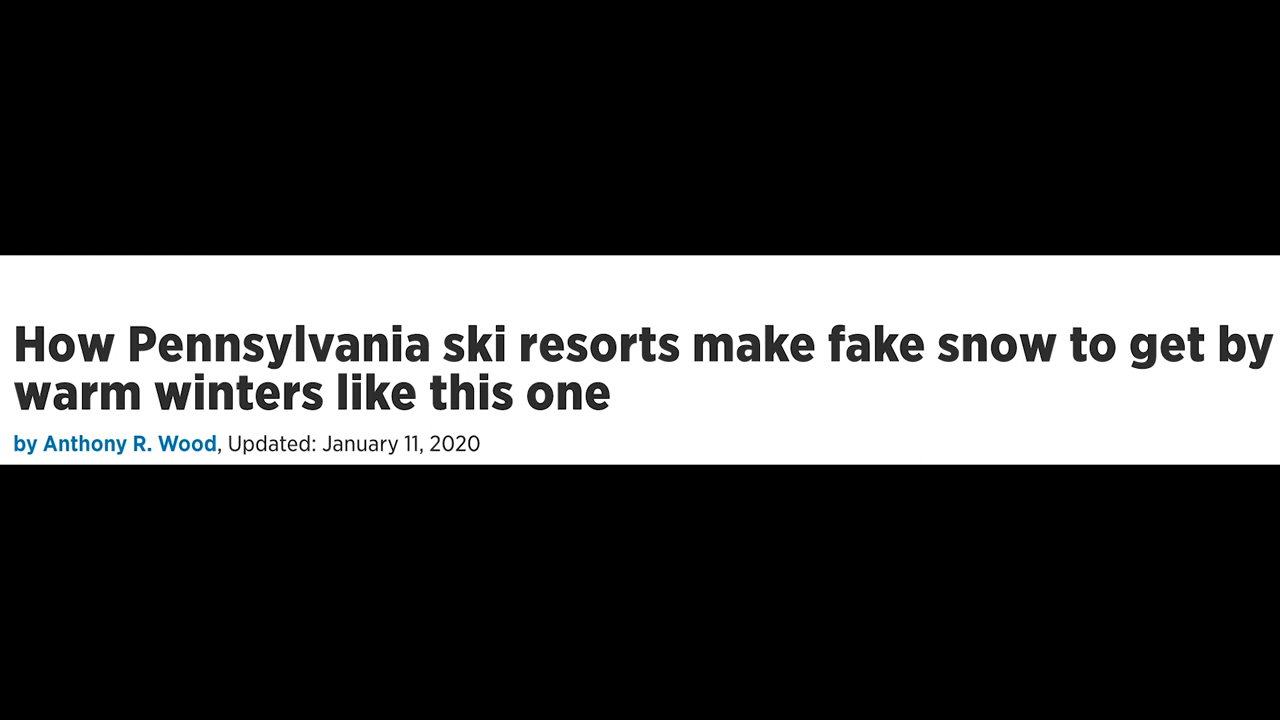 How Pennsylvania ski resorts make fake snow to get by
warm winters like this one
by Anthony R. Wood, Updated: January 11, 2020